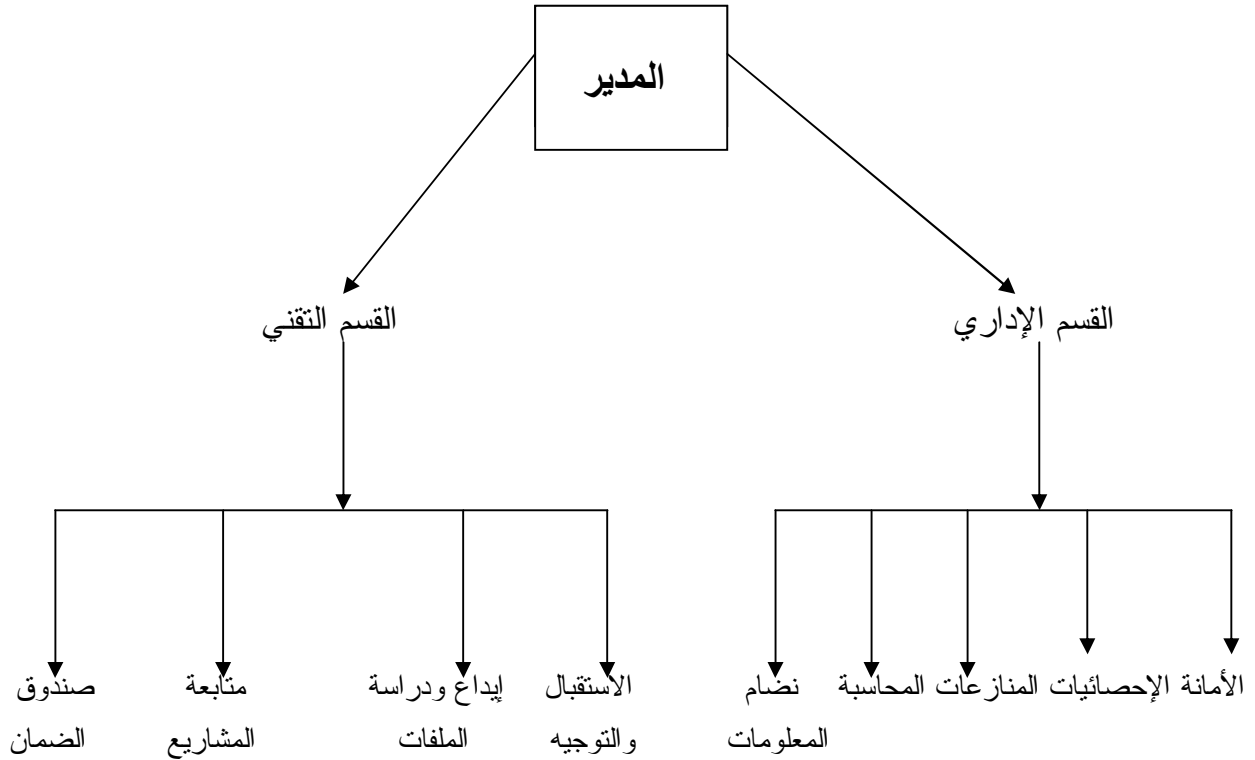 المدير
القسم الإداري
القسم التقني
الأمانة
الإحصائيات
المنازعات
المحاسبة
نضام
المعلومات
الاستقبال
والتوجيه
إيداع ودراسة
الملفات
متابعة
المشاريع
صندوق
الضمان